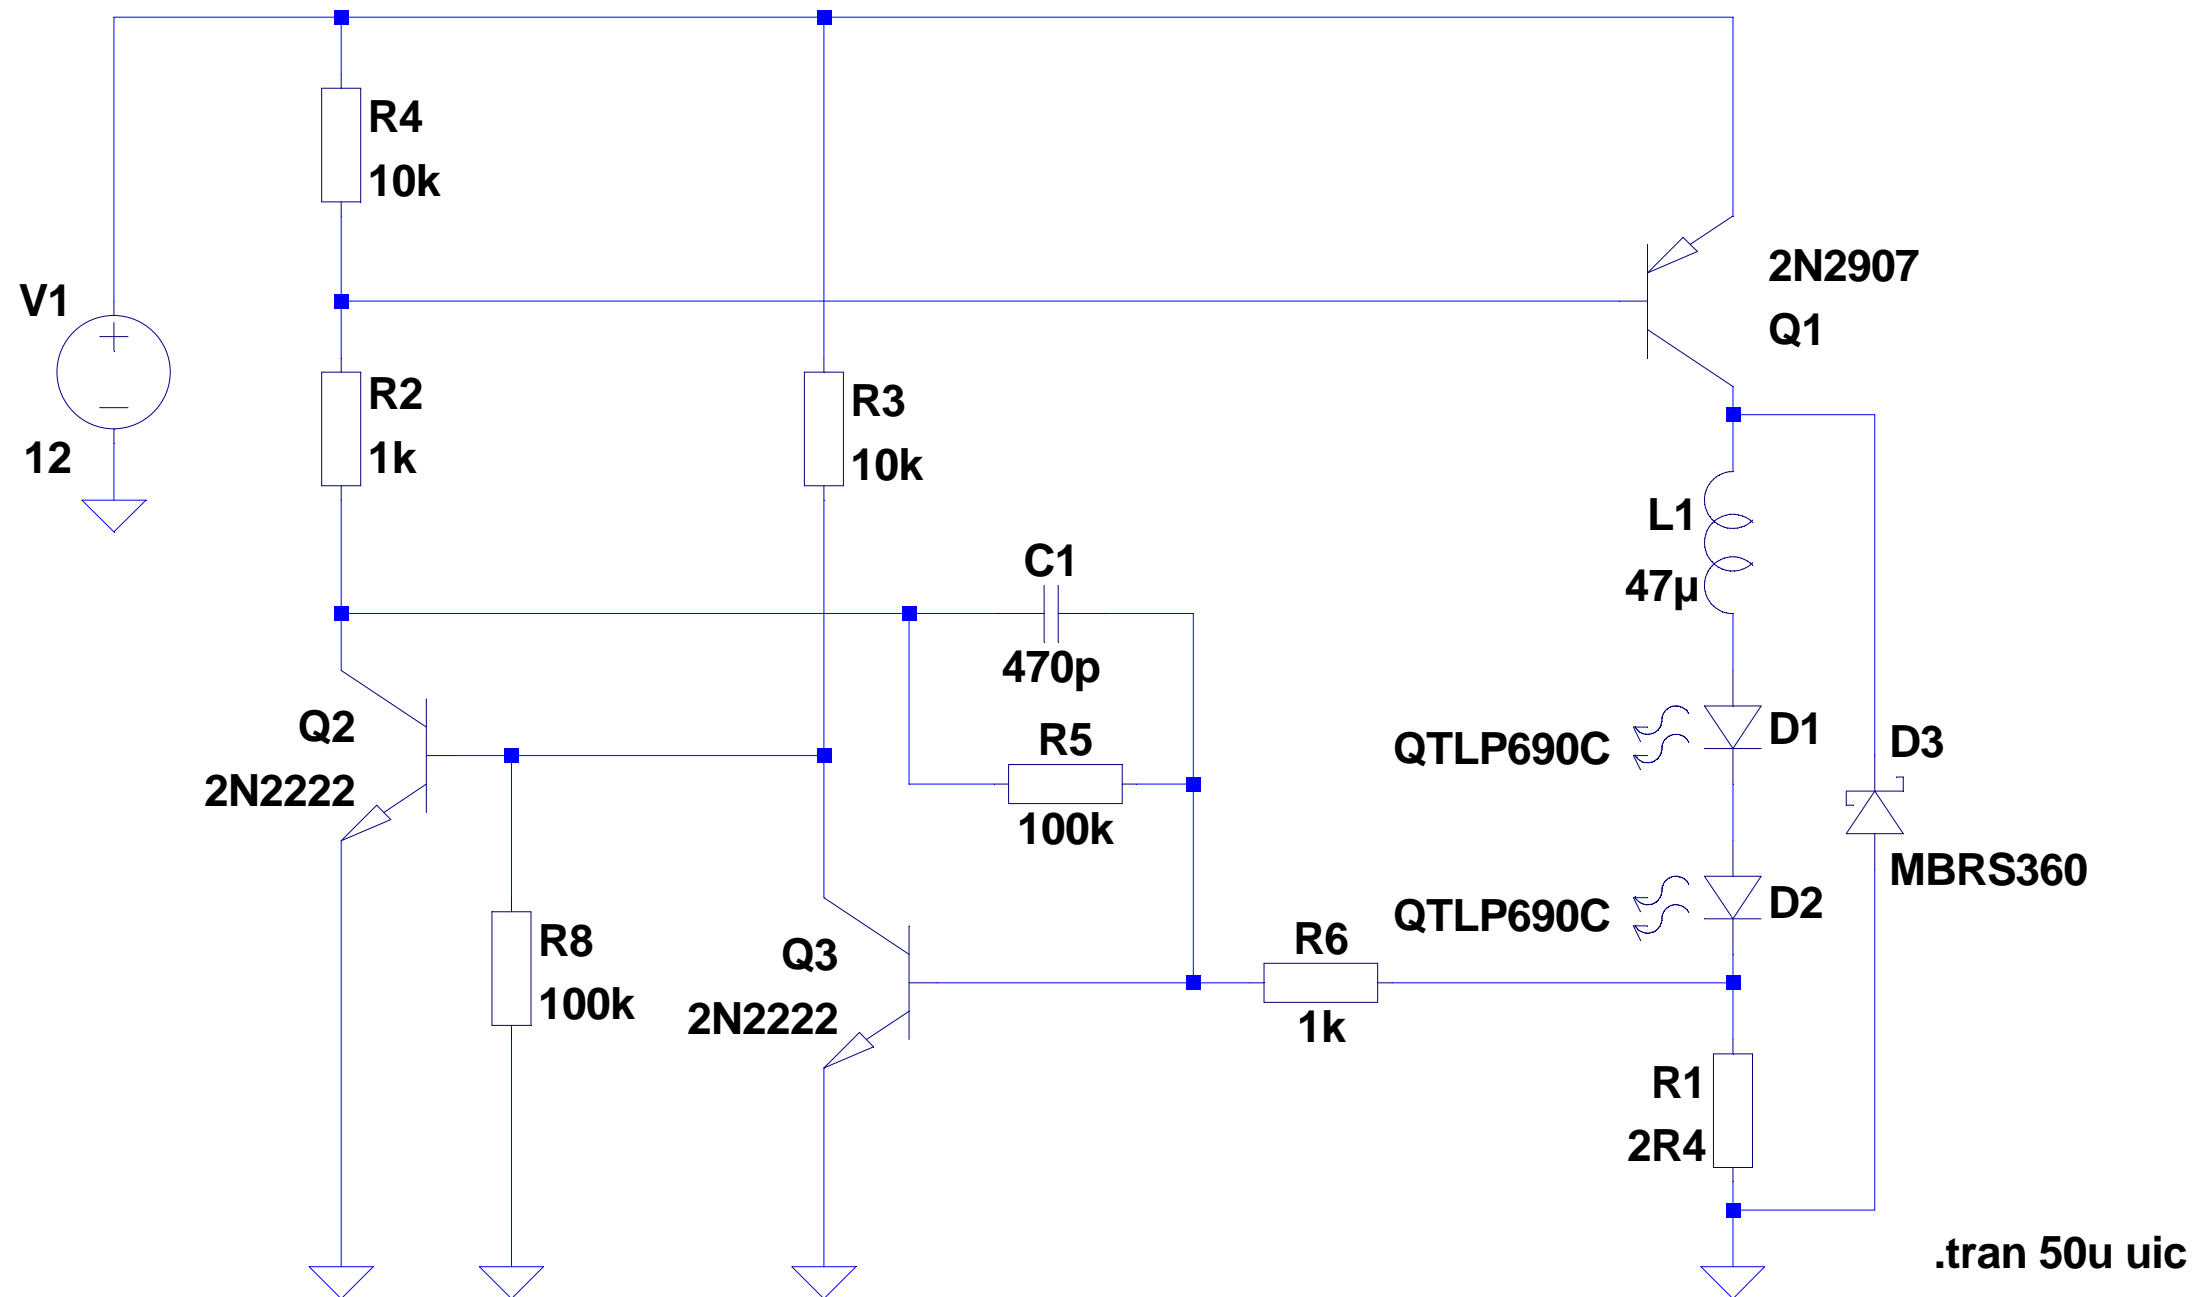 R4
10k
V1
12
R2
1k
R3
10k
2N2907
Q1
L1
47µ
C1
470p
R5
100k
Q2
2N2222
QTLP690C
D1
D3
MBRS360
QTLP690C
D2
R8
100k
Q3
2N2222
R6
1k
R1
2R4
.tran 50u uic